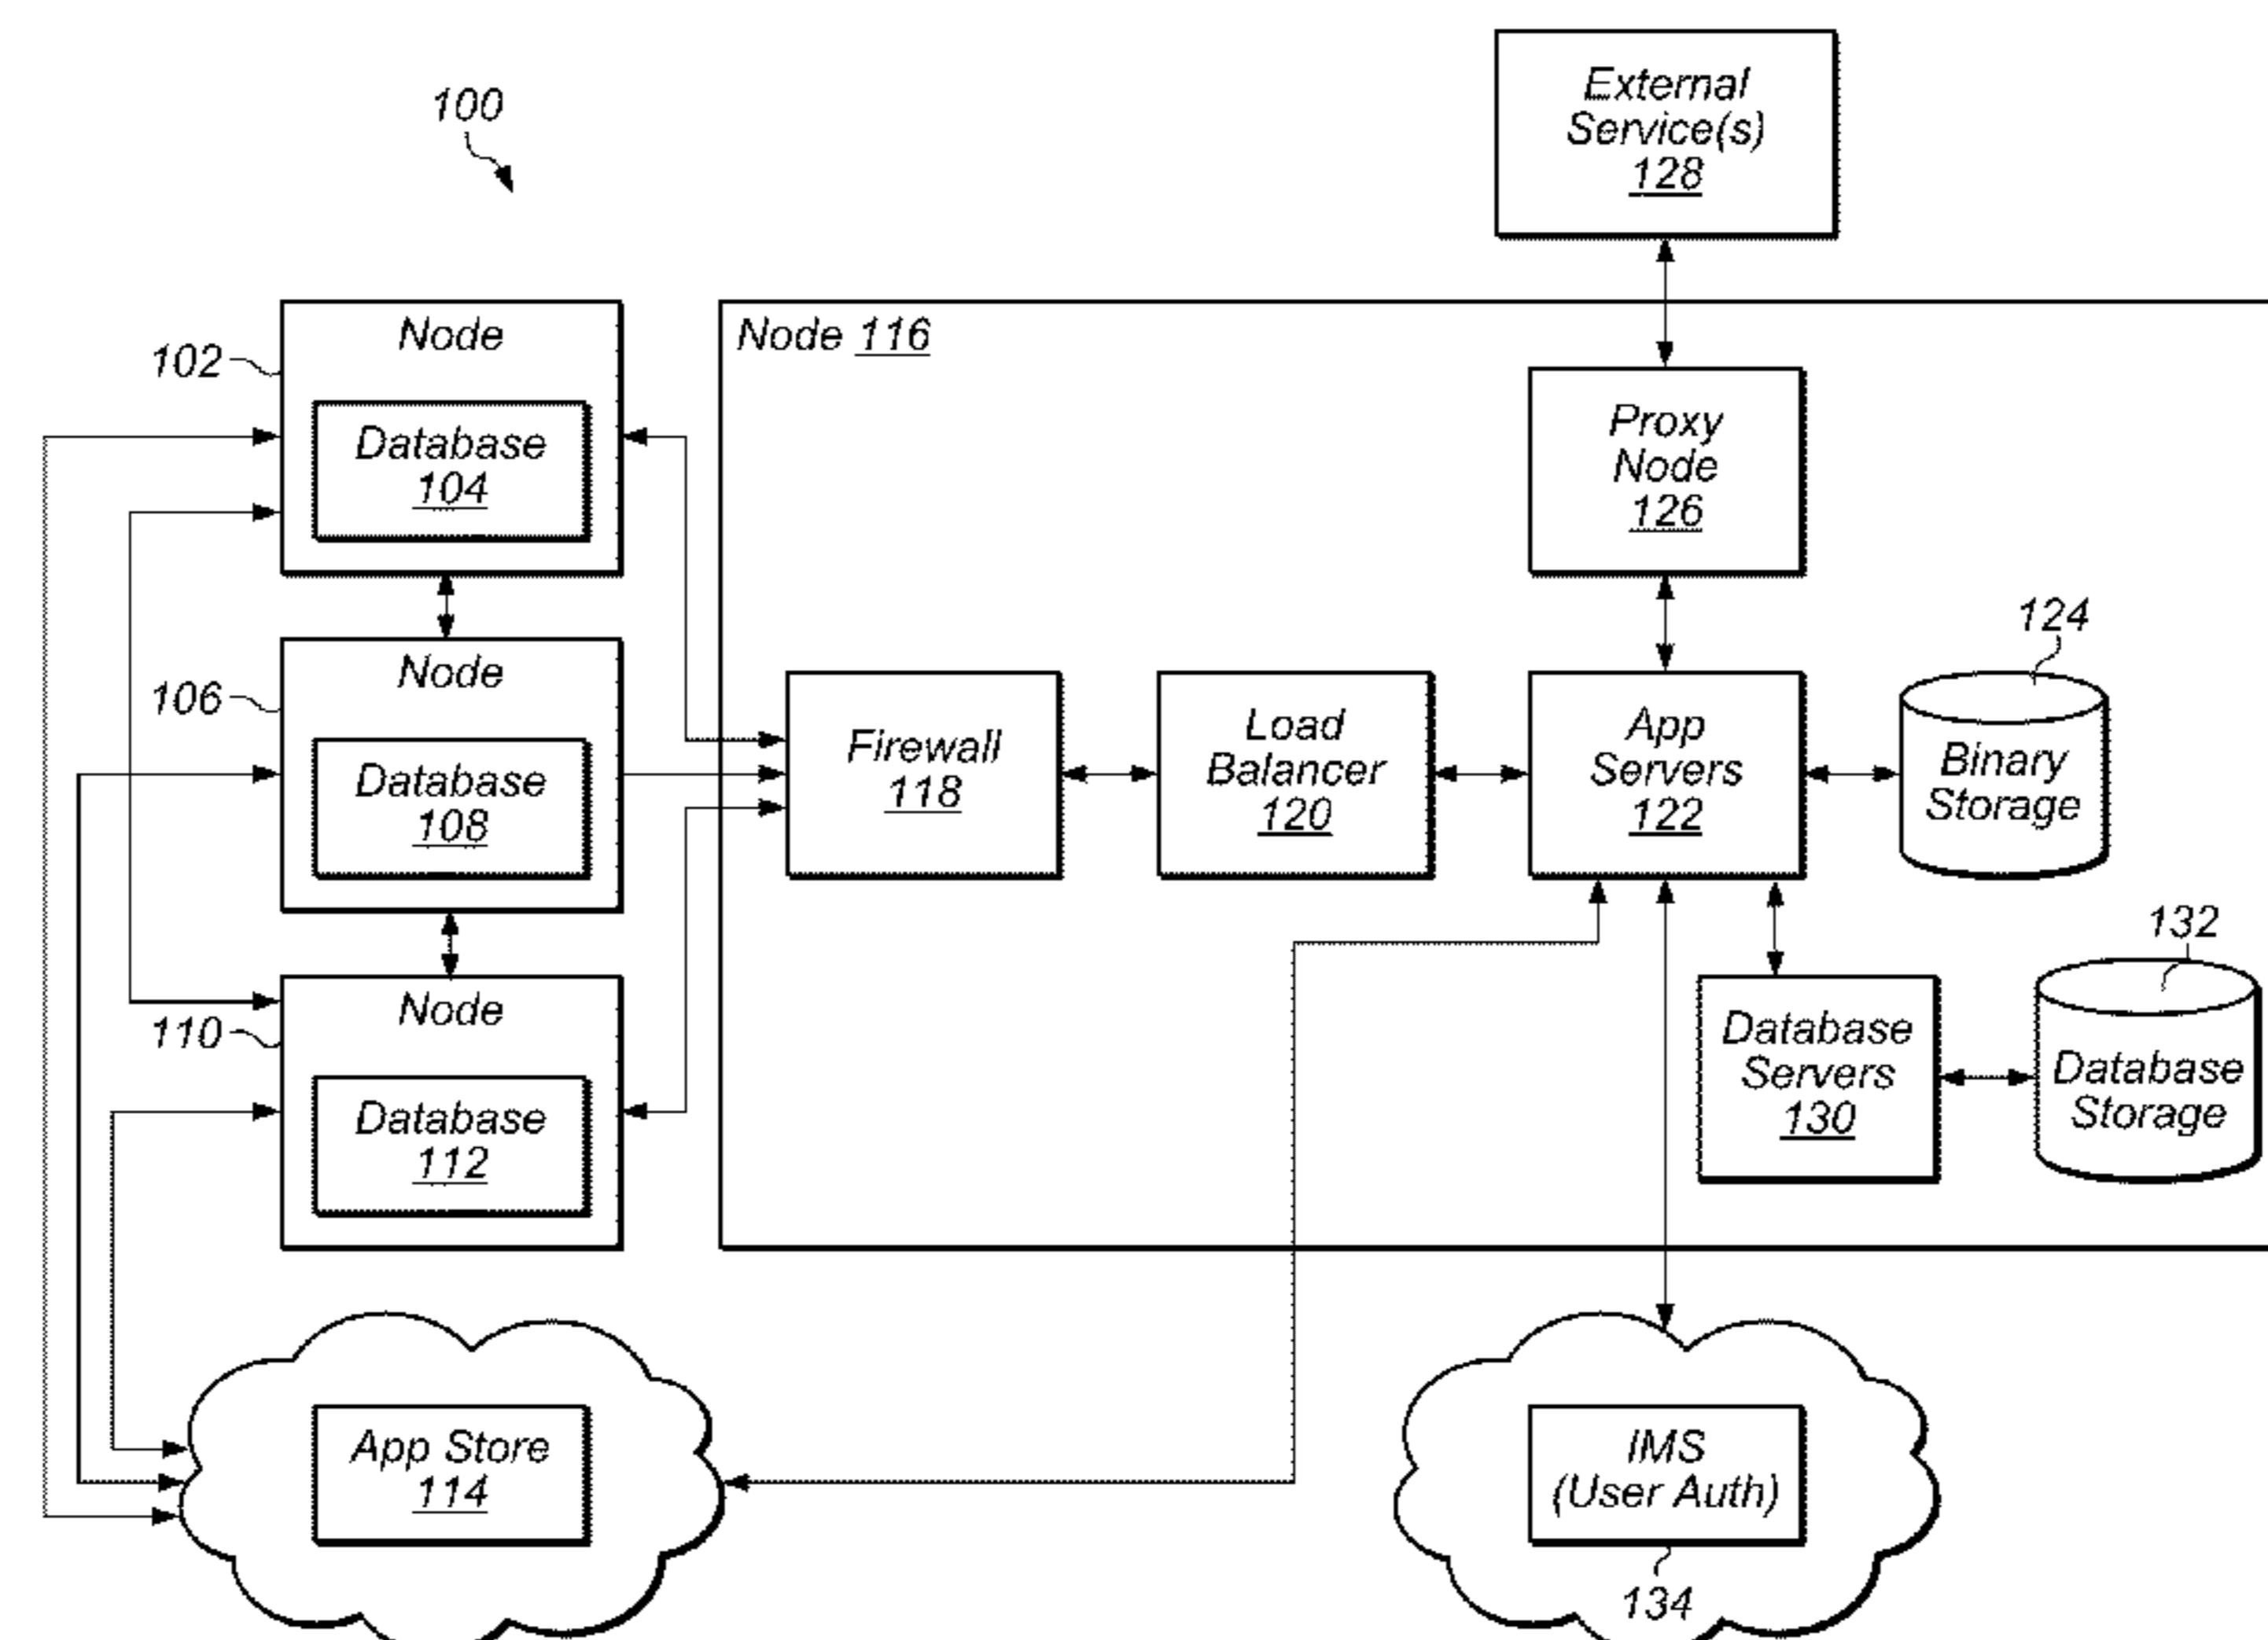 100
External
Service(s)
128
Node
102
Database
104
Node 116
Proxy
Node
126
Node
106
Database
108
Firewall
118
Load
Balancer
120
App
Servers
122
124
Binary
Storage
Node
110
Database
112
Database
Servers
130
132
Database
Storage
App Store
114
IMS
(User Auth)
134